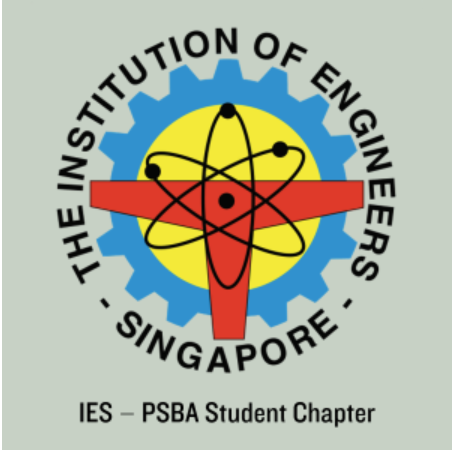 THE INSTITUTION OF ENGINEERS
- SINGAPORE -
IES – PSBA Student Chapter